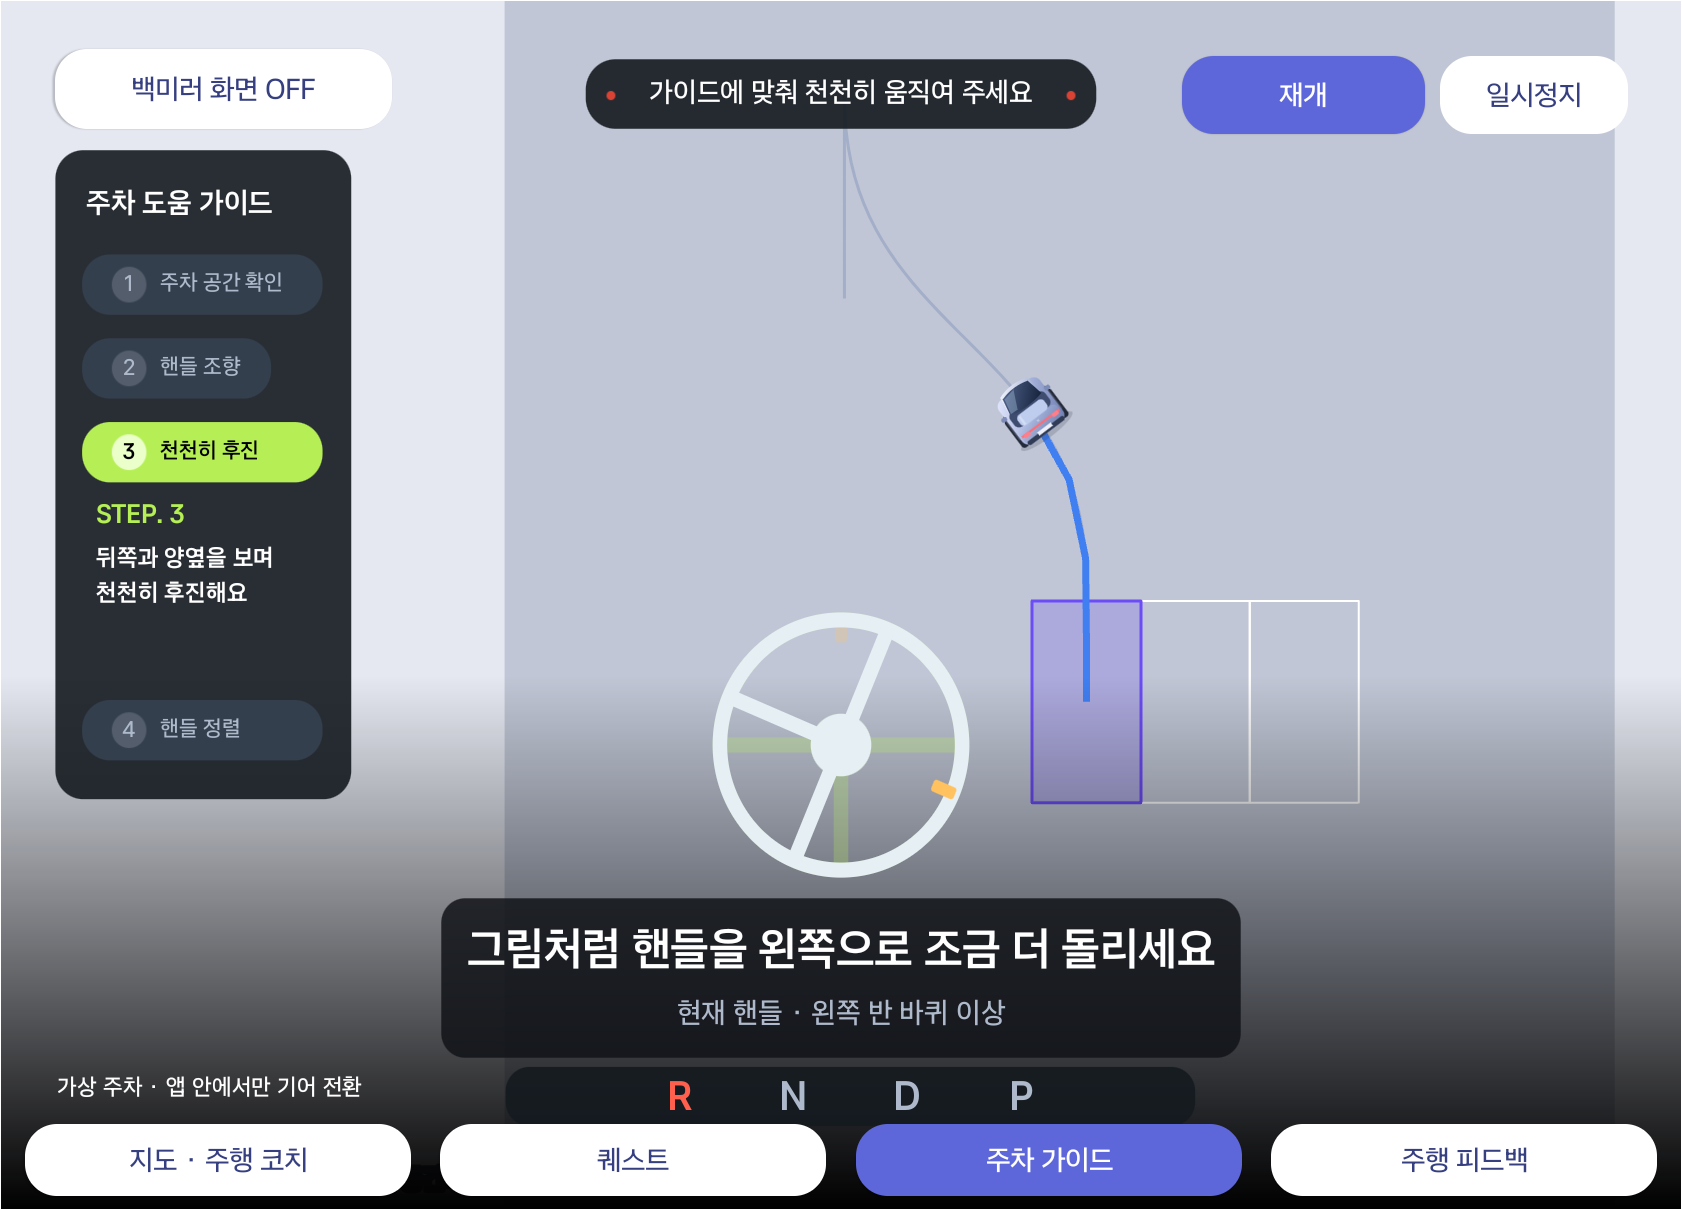 백미러 화면 OFF
가이드에 맞춰 천천히 움직여 주세요
재개
일시정지
주차 도움 가이드
1 주차 공간 확인
2 핸들 조향
3 천천히 후진
STEP. 3
뒤쪽과 양옆을 보며
천천히 후진해요
4 핸들 정렬
그림처럼 핸들을 왼쪽으로 조금 더 돌리세요
현재 핸들 · 왼쪽 반 바퀴 이상
가상 주차 · 앱 안에서만 기어 전환
R N D P
지도 · 주행 코치
퀘스트
주차 가이드
주행 피드백